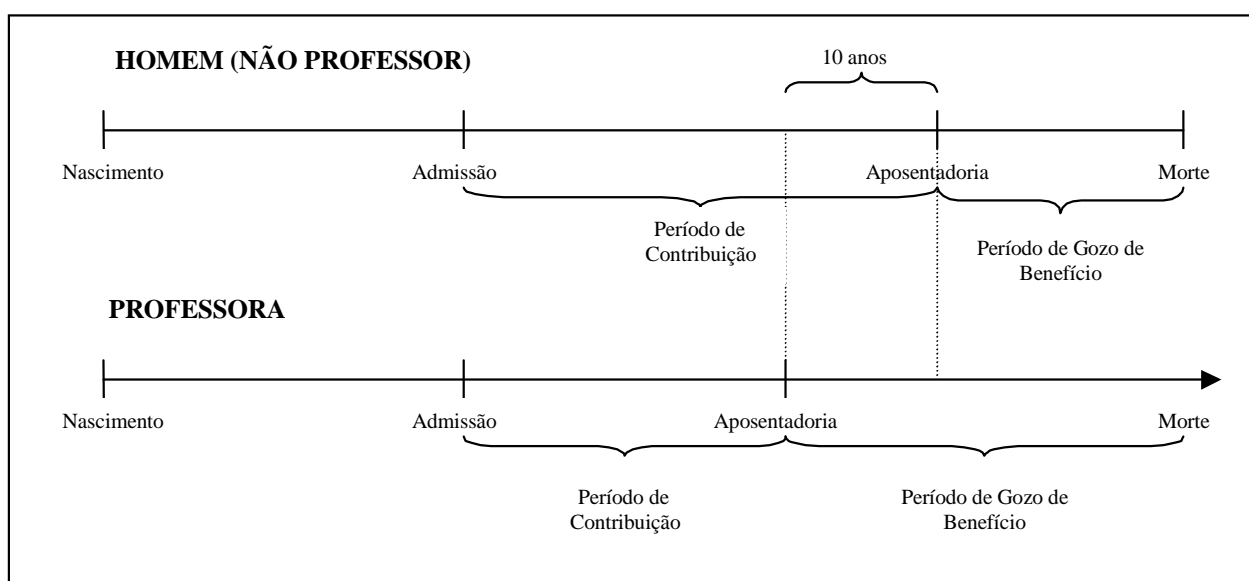 HOMEM (NÃO PROFESSOR)
10 anos
Nascimento
Admissão
Aposentadoria
Morte
Período de
Contribuição
Período de Gozo de
Benefício
PROFESSORA
Nascimento
Admissão
Aposentadoria
Morte
Período de
Contribuição
Período de Gozo de
Benefício